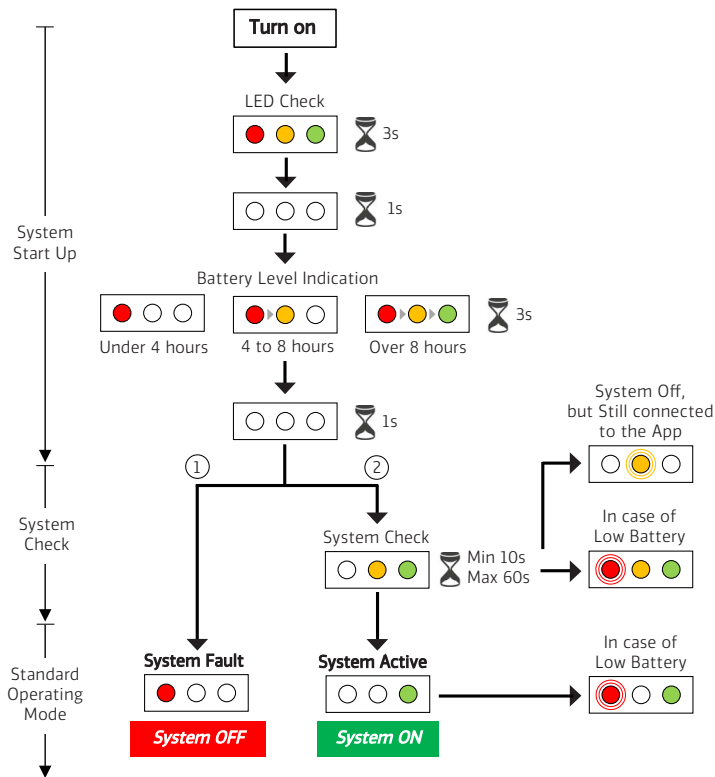 Turn on
LED Check
3s
1s
System
Start Up
Battery Level Indication
3s
Under 4 hours
4 to 8 hours
Over 8 hours
1s
System Off,
but Still connected
to the App
1
2
System
Check
System Check
Min 10s
Max 60s
In case of
Low Battery
Standard
Operating
Mode
System Fault
System OFF
System Active
System ON
In case of
Low Battery